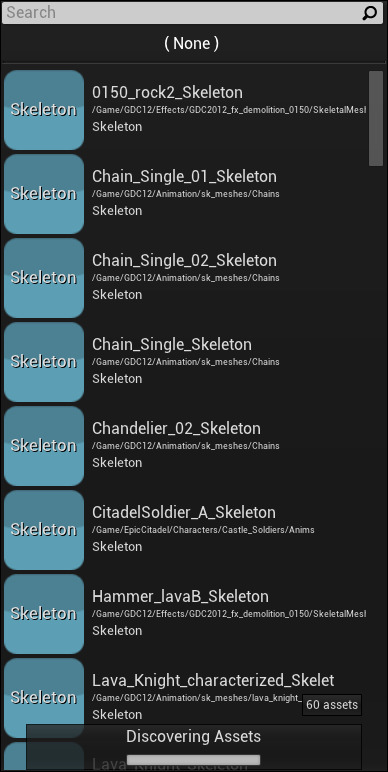 Search
( None )
Skeleton
0150_rock2_Skeleton
/Game/GDC12/Effects/GDC2012_fx_demolition_0150/SkeletalMesh
Skeleton
Skeleton
Chain_Single_01_Skeleton
/Game/GDC12/Animation/sk_meshes/Chains
Skeleton
Skeleton
Chain_Single_02_Skeleton
/Game/GDC12/Animation/sk_meshes/Chains
Skeleton
Skeleton
Chain_Single_Skeleton
/Game/GDC12/Animation/sk_meshes/Chains
Skeleton
Skeleton
Chandelier_02_Skeleton
/Game/GDC12/Animation/sk_meshes/Chains
Skeleton
Skeleton
CitadelSoldier_A_Skeleton
/Game/EpicCitadel/Characters/Castle_Soldiers/Anims
Skeleton
Skeleton
Hammer_lavaB_Skeleton
/Game/GDC12/Effects/GDC2012_fx_demolition_0150/SkeletalMesh
Skeleton
Skeleton
Lava_Knight_characterized_Skelet
/Game/GDC12/Animation/sk_meshes/lava_knight_
60 assets
Skeleton
Discovering Assets
Lava_Knight_Skeleton